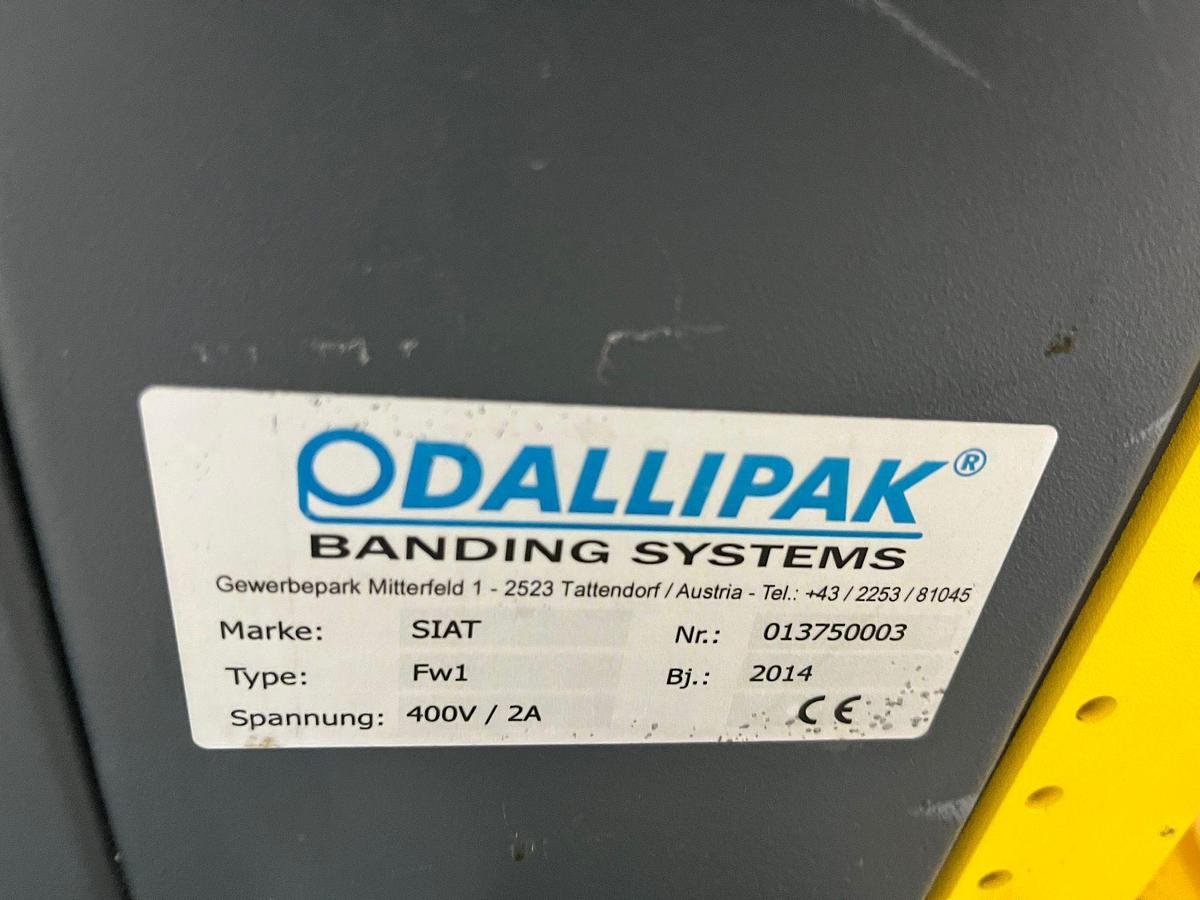 DALLIPAK®
BANDING SYSTEMS
Gewerbepark Mitterfeld 1 - 2523 Tattendorf / Austria - Tel.: +43 / 2253 / 81045
Marke: SIAT Nr.: 013750003
Type: Fw1 Bj.: 2014
Spannung: 400V / 2A CE